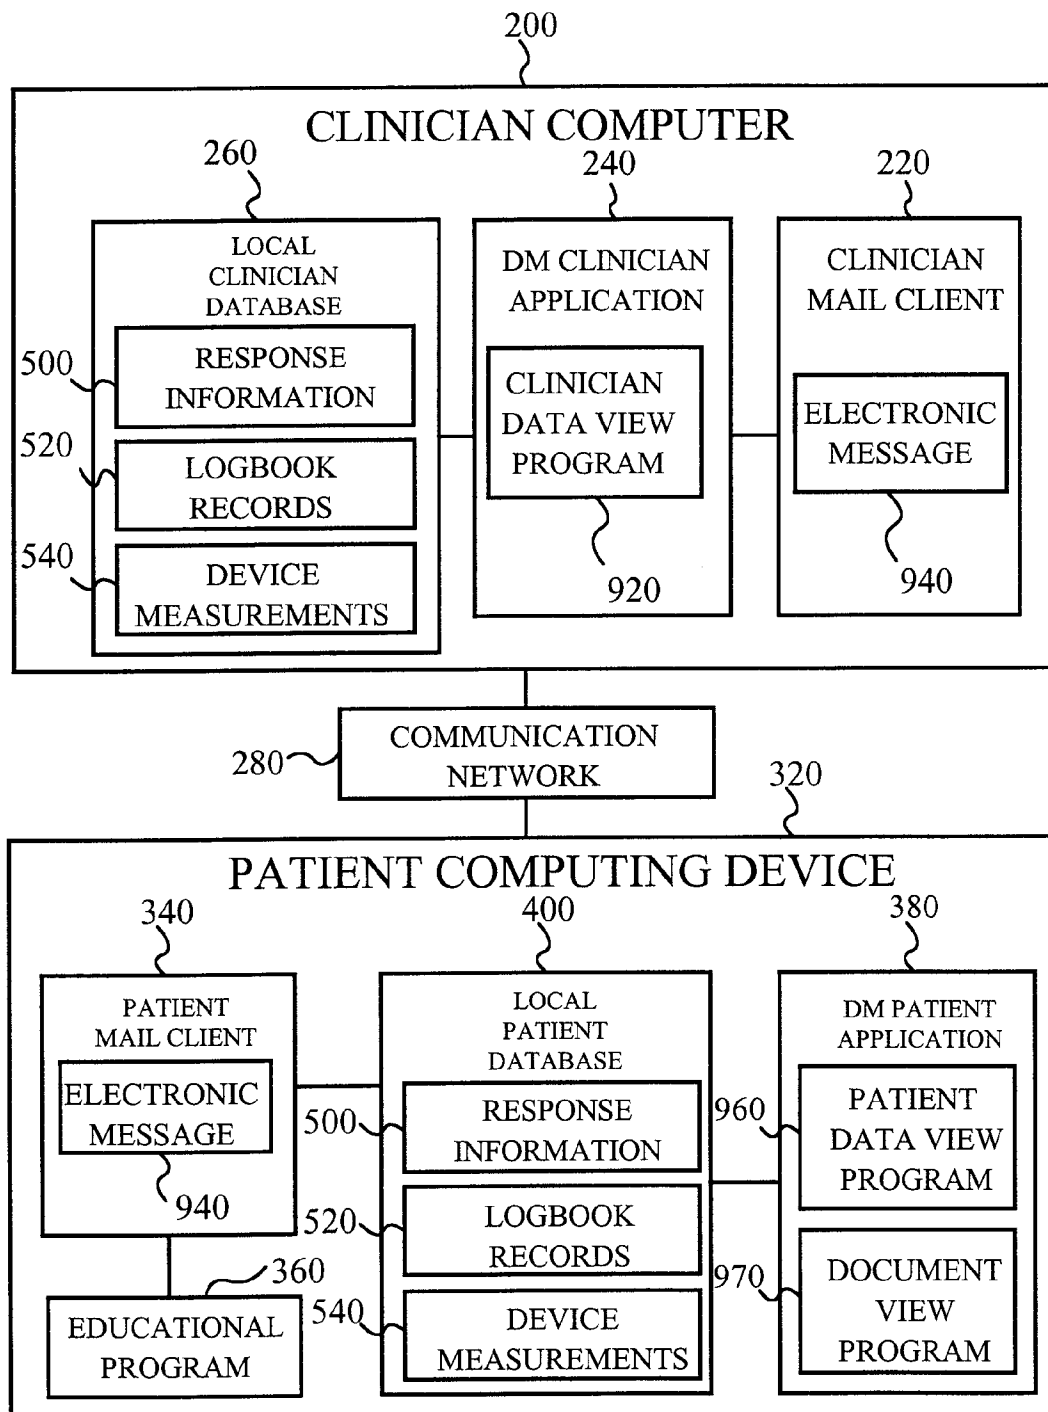 200
CLINICIAN COMPUTER
260
240
220
LOCAL
CLINICIAN
DATABASE
500
RESPONSE
INFORMATION
520
LOGBOOK
RECORDS
540
DEVICE
MEASUREMENTS
DM CLINICIAN
APPLICATION
CLINICIAN
DATA VIEW
PROGRAM
920
CLINICIAN
MAIL CLIENT
ELECTRONIC
MESSAGE
940
280
COMMUNICATION
NETWORK
320
PATIENT COMPUTING DEVICE
340
400
380
PATIENT
MAIL CLIENT
ELECTRONIC
MESSAGE
940
360
EDUCATIONAL
PROGRAM
LOCAL
PATIENT
DATABASE
500
RESPONSE
INFORMATION
520
LOGBOOK
RECORDS
540
DEVICE
MEASUREMENTS
DM PATIENT
APPLICATION
960
PATIENT
DATA VIEW
PROGRAM
970
DOCUMENT
VIEW
PROGRAM